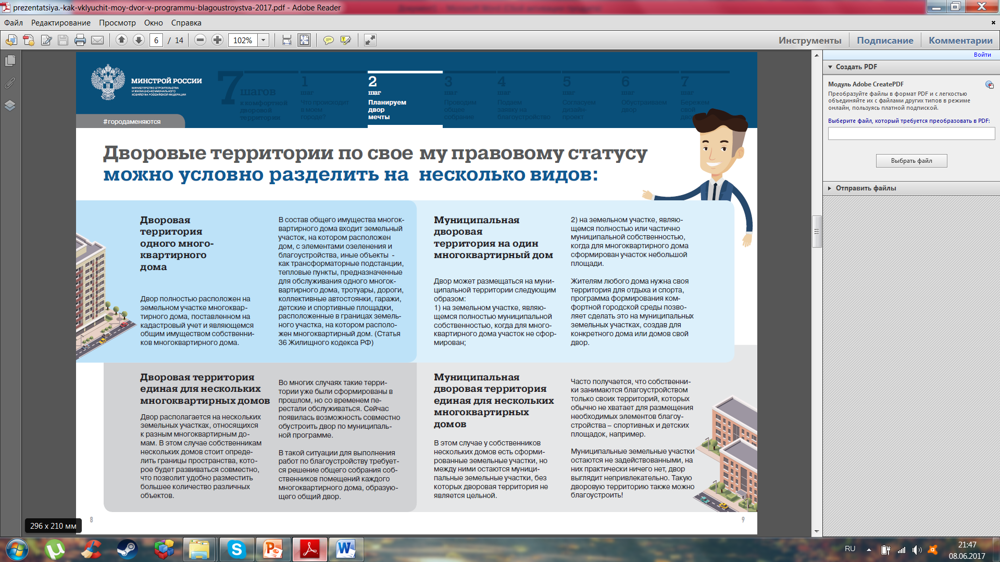 prezentatsiya.-kak-vklyuchit-moy-dvor-v-programmu-blagoustroystva-2017.pdf - Adobe Reader
Файл Редактирование Просмотр Окно Справка
6 / 14 102% Инструменты Подписание Комментарии
МИНСТРОЙ РОССИИ
МИНИСТЕРСТВО СТРОИТЕЛЬСТВА
И ЖИЛИЩНО-КОММУНАЛЬНОГО
ХОЗЯЙСТВА РОССИЙСКОЙ ФЕДЕРАЦИИ
#городаменяются
7 шагов
к комфортной
дворовой
территории
1
шаг
Что происходит
в моем
городе?
2
шаг
Планируем
двор
мечты
3
шаг
Проводим
общее
собрание
4
шаг
Подаем
заявку на
благоустройство
5
шаг
Согласуем
дизайн-
проект
6
шаг
Обустраиваем
двор
7
шаг
Бережем
свой
Дворовые территории по свое му правовому статусу
можно условно разделить на несколько видов:
Дворовая
территория
одного много-
квартирного
дома
Двор полностью расположен на
земельном участке многоквар-
тирного дома, поставленном на
кадастровый учет и являющемся
общим имуществом собственни-
ков многоквартирного дома.
В состав общего имущества многок-
вартирного дома входит земельный
участок, на котором расположен
дом, с элементами озеленения и
благоустройства, иные объекты -
как трансформаторные подстанции,
тепловые пункты, предназначенные
для обслуживания одного многок-
вартирного дома, тротуары, дороги,
коллективные автостоянки, гаражи,
детские и спортивные площадки,
расположенные в границах земель-
ного участка, на котором располо-
жен многоквартирный дом. (Статья
36 Жилищного кодекса РФ)
Муниципальная
дворовая
территория на один
многоквартирный дом
Двор может размещаться на муни-
ципальной территории следующим
образом:
1) на земельном участке, являю-
щемся полностью муниципальной
собственностью, когда для много-
квартирного дома участок не сфор-
мирован;
2) на земельном участке, являю-
щемся полностью или частично
муниципальной собственностью,
когда для многоквартирного дома
сформирован участок небольшой
площади.
Жителям любого дома нужна своя
территория для отдыха и спорта,
программа формирования ком-
фортной городской среды позво-
ляет сделать это на муниципальных
земельных участках, создав для
конкретного дома или домов свой
двор.
Дворовая территория
единая для нескольких
многоквартирных домов
Двор располагается на нескольких
земельных участках, относящихся
к разным многоквартирным до-
мам. В этом случае собственникам
нескольких домов стоит опреде-
лить границы пространства, кото-
рое будет развиваться совместно,
что позволит удобно разместить
большее количество различных
объектов.
Во многих случаях такие терри-
тории уже были сформированы в
прошлом, но со временем пе-
рестали обслуживаться. Сейчас
появилась возможность совместно
обустроить двор по муниципаль-
ной программе.
В такой ситуации для выполнения
работ по благоустройству требует-
ся решение общего собрания соб-
ственников помещений каждого
многоквартирного дома, образую-
щего общий двор.
Муниципальная
дворовая территория
единая для нескольких
многоквартирных
домов
В этом случае у собственников
нескольких домов есть сформи-
рованные земельные участки, но
между ними остаются муници-
пальные земельные участки, без
которых дворовая территория не
является цельной.
Часто получается, что собственни-
ки занимаются благоустройством
только своих территорий, которых
обычно не хватает для размещения
необходимых элементов благоу-
стройства – спортивных и детских
площадок, например.
Муниципальные земельные участки
остаются не задействованными, на
них практически ничего нет, двор
выглядит непривлекательно. Такую
дворовую территорию также можно
благоустроить!
8
9
296 x 210 мм
Войти
Создать PDF
Модуль Adobe CreatePDF
Преобразуйте файлы в формат PDF и с легкостью
объединяйте их с файлами других типов в режиме
онлайн, пользуясь платной подпиской.
Выберите файл, который требуется преобразовать в PDF:
Выбрать файл
Отправить файлы
RU
21:47
08.06.2017